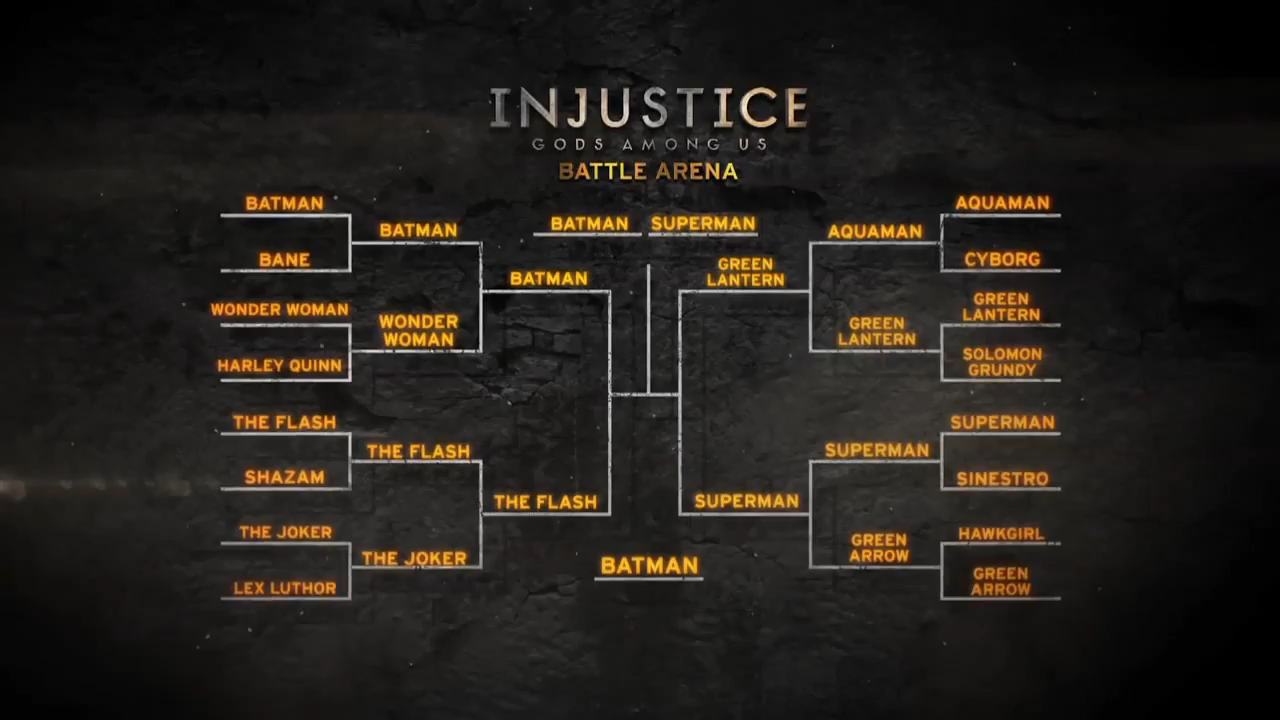 INJUSTICE
GODS AMONG US
BATTLE ARENA
BATMAN
BANE
WONDER WOMAN
HARLEY QUINN
THE FLASH
SHAZAM
THE JOKER
LEX LUTHOR
BATMAN
WONDER
WOMAN
THE FLASH
THE JOKER
BATMAN
THE FLASH
BATMAN
SUPERMAN
BATMAN
GREEN
LANTERN
SUPERMAN
AQUAMAN
GREEN
LANTERN
SUPERMAN
GREEN
ARROW
AQUAMAN
CYBORG
GREEN
LANTERN
SOLOMON
GRUNDY
SUPERMAN
SINESTRO
HAWKGIRL
GREEN
ARROW